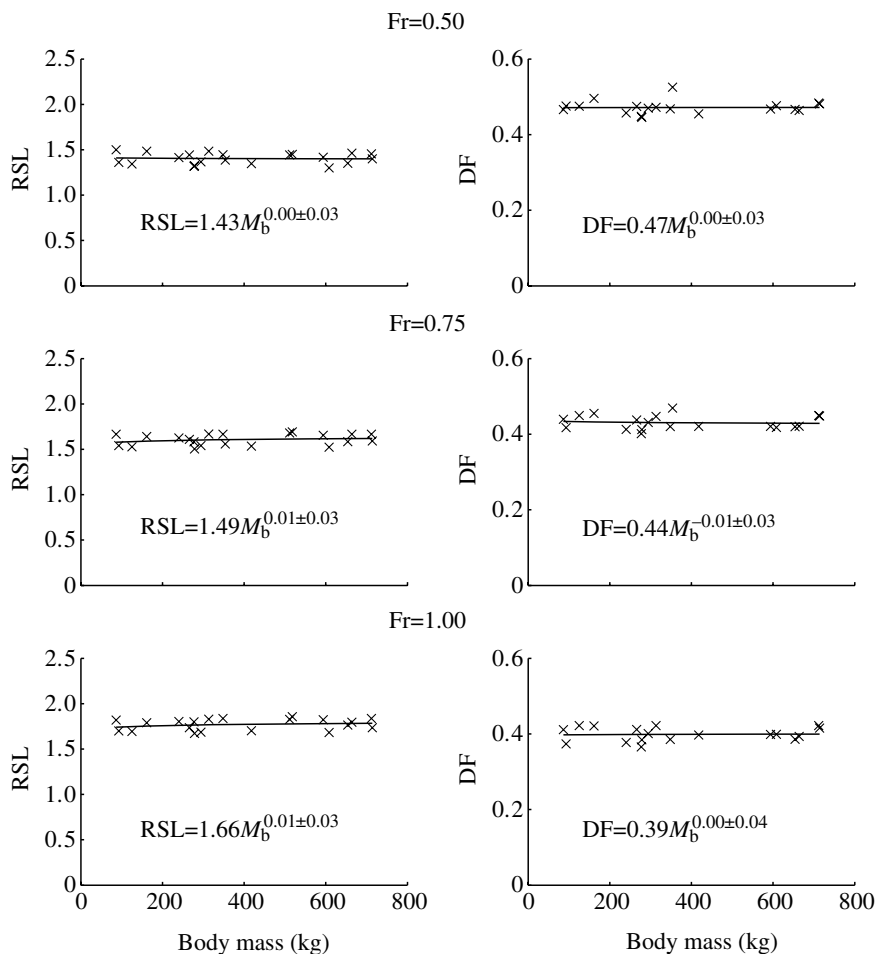 Fr=0.50
2.5
2.0
1.5
1.0
0.5
0
RSL
RSL=1.43M_b^0.00±0.03
0.6
0.4
0.2
0
DF
DF=0.47M_b^0.00±0.03
Fr=0.75
2.5
2.0
1.5
1.0
0.5
0
RSL
RSL=1.49M_b^0.01±0.03
0.6
0.4
0.2
0
DF
DF=0.44M_b^−0.01±0.03
Fr=1.00
2.5
2.0
1.5
1.0
0.5
0
RSL
RSL=1.66M_b^0.01±0.03
0 200 400 600 800
Body mass (kg)
0.6
0.4
0.2
0
DF
DF=0.39M_b^0.00±0.04
0 200 400 600 800
Body mass (kg)